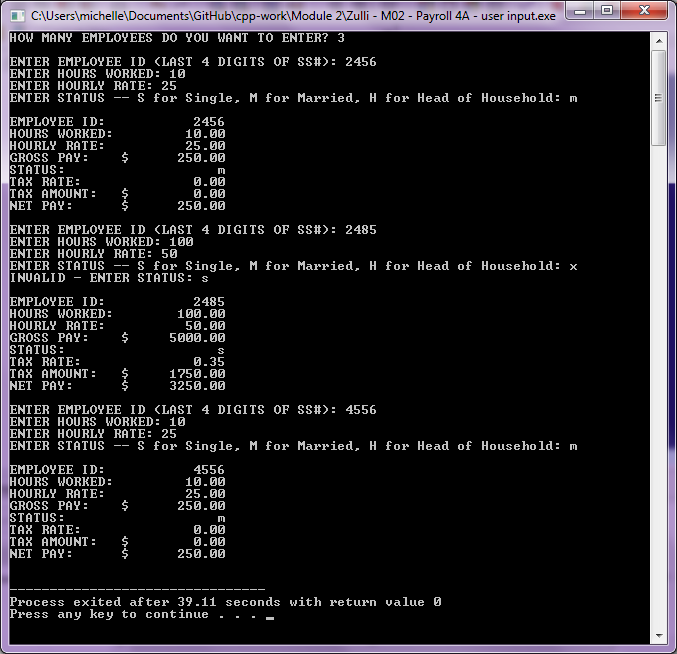 C:\Users\michelle\Documents\GitHub\cpp-work\Module 2\Zulli - M02 - Payroll 4A - user input.exe
HOW MANY EMPLOYEES DO YOU WANT TO ENTER? 3
ENTER EMPLOYEE ID (LAST 4 DIGITS OF SS#): 2456
ENTER HOURS WORKED: 10
ENTER HOURLY RATE: 25
ENTER STATUS -- S for Single, M for Married, H for Head of Household: m
EMPLOYEE ID: 2456
HOURS WORKED: 10.00
HOURLY RATE: 25.00
GROSS PAY: $ 250.00
STATUS: m
TAX RATE: 0.00
TAX AMOUNT: $ 0.00
NET PAY: $ 250.00
ENTER EMPLOYEE ID (LAST 4 DIGITS OF SS#): 2485
ENTER HOURS WORKED: 100
ENTER HOURLY RATE: 50
ENTER STATUS -- S for Single, M for Married, H for Head of Household: x
INVALID - ENTER STATUS: s
EMPLOYEE ID: 2485
HOURS WORKED: 100.00
HOURLY RATE: 50.00
GROSS PAY: $ 5000.00
STATUS: s
TAX RATE: 0.35
TAX AMOUNT: $ 1750.00
NET PAY: $ 3250.00
ENTER EMPLOYEE ID (LAST 4 DIGITS OF SS#): 4556
ENTER HOURS WORKED: 10
ENTER HOURLY RATE: 25
ENTER STATUS -- S for Single, M for Married, H for Head of Household: m
EMPLOYEE ID: 4556
HOURS WORKED: 10.00
HOURLY RATE: 25.00
GROSS PAY: $ 250.00
STATUS: m
TAX RATE: 0.00
TAX AMOUNT: $ 0.00
NET PAY: $ 250.00
--------------------------------
Process exited after 39.11 seconds with return value 0
Press any key to continue . . . _